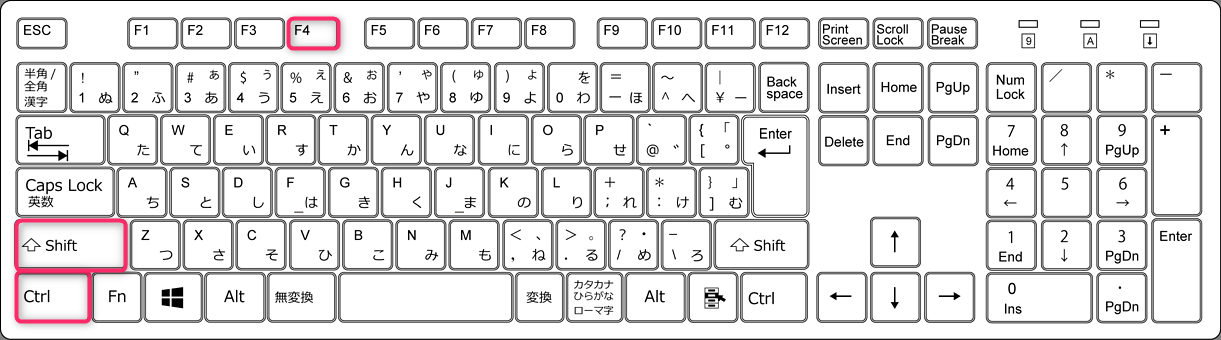 ESC F1 F2 F3 F4 F5 F6 F7 F8 F9 F10 F11 F12 Print Screen Scroll Lock Pause Break 9 A ↓
半角/全角 漢字 ! 1 ぬ " 2 ふ # ぁ 3 あ $ ぅ 4 う % ぇ 5 え & ぉ 6 お ' ゃ 7 や ( ゅ 8 ゆ ) ょ 9 よ を 0 わ = ー ほ 〜 ^ へ | ¥ ー Back space Insert Home PgUp Num Lock ／ ＊ ー
Tab Q た W て E い R す T か Y ん U な I に O ら P せ ` @ ゛ { 「 [ ゜ Enter Delete End PgDn 7 Home 8 ↑ 9 PgUp +
Caps Lock 英数 A ち S と D し F _ は G き H く J _ ま K の L り + ; れ * : け } 」 ] む 4 ← 5 6 →
Shift Z つ X さ C そ V ひ B こ N み M も < 、 , ね > 。 . る ? ・ / め _ \ ろ Shift ↑ 1 End 2 ↓ 3 PgDn Enter
Ctrl Fn Alt 無変換 変換 カタカナ ひらがな ローマ字 Alt Ctrl ← ↓ → 0 Ins . PgDn